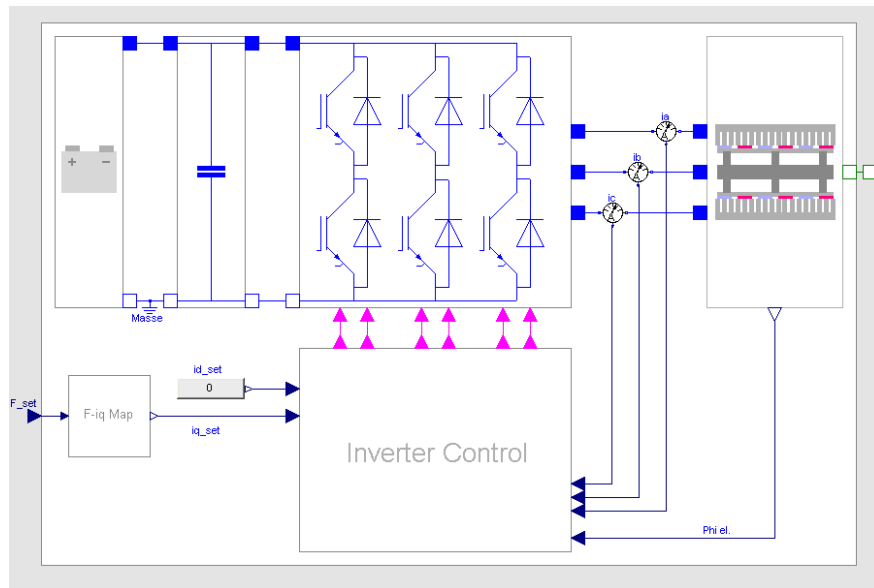 ia
ib
ic
+ −
Masse
id_set
0
F_set
F-iq Map
iq_set
Inverter Control
Phi el.
A
A
A